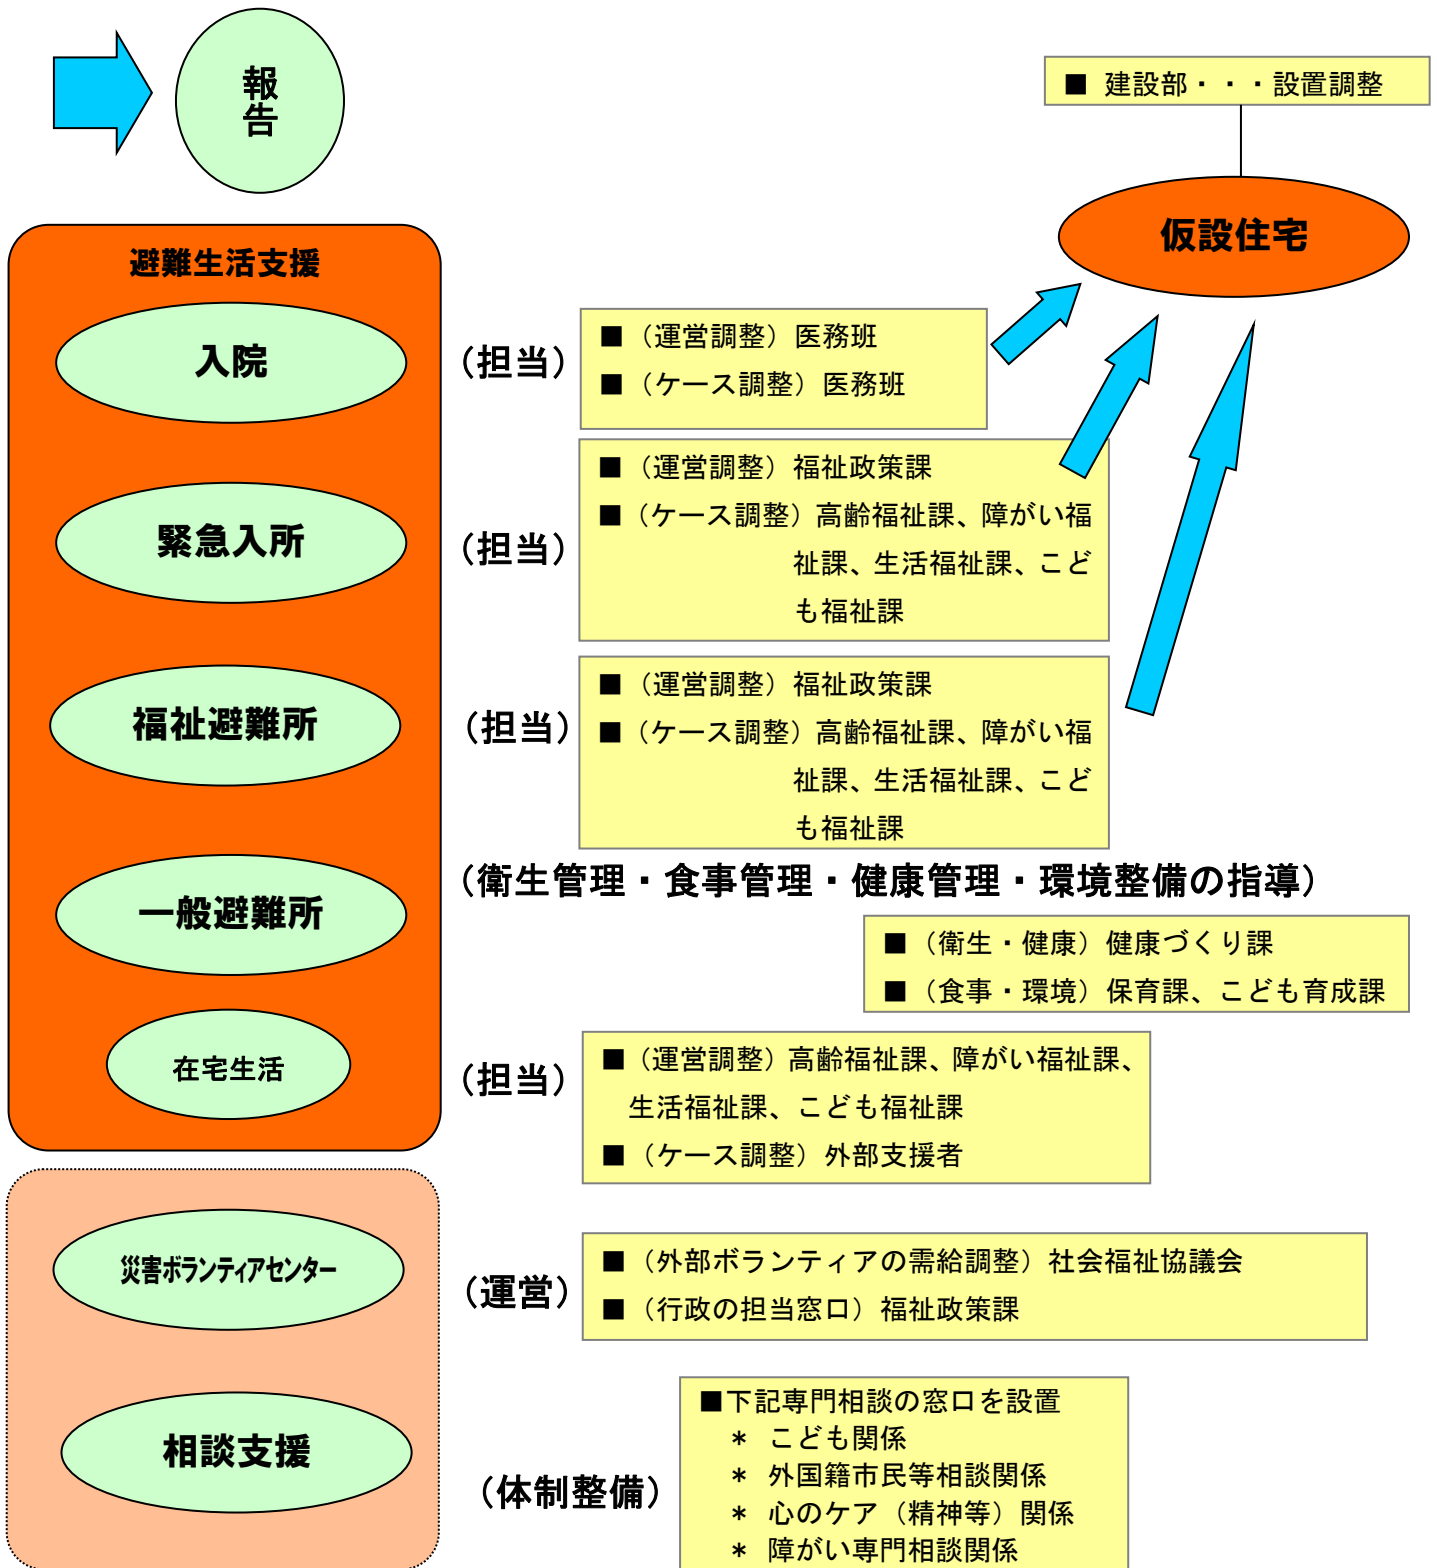 報
告
■ 建設部・・・設置調整
仮設住宅
避難生活支援
入院
（担当）
■（運営調整）医務班
■（ケース調整）医務班
緊急入所
（担当）
■（運営調整）福祉政策課
■（ケース調整）高齢福祉課、障がい福
祉課、生活福祉課、こど
も福祉課
福祉避難所
（担当）
■（運営調整）福祉政策課
■（ケース調整）高齢福祉課、障がい福
祉課、生活福祉課、こど
も福祉課
一般避難所
（衛生管理・食事管理・健康管理・環境整備の指導）
■（衛生・健康）健康づくり課
■（食事・環境）保育課、こども育成課
在宅生活
（担当）
■（運営調整）高齢福祉課、障がい福祉課、
生活福祉課、こども福祉課
■（ケース調整）外部支援者
災害ボランティアセンター
（運営）
■（外部ボランティアの需給調整）社会福祉協議会
■（行政の担当窓口）福祉政策課
相談支援
（体制整備）
■下記専門相談の窓口を設置
＊ こども関係
＊ 外国籍市民等相談関係
＊ 心のケア（精神等）関係
＊ 障がい専門相談関係